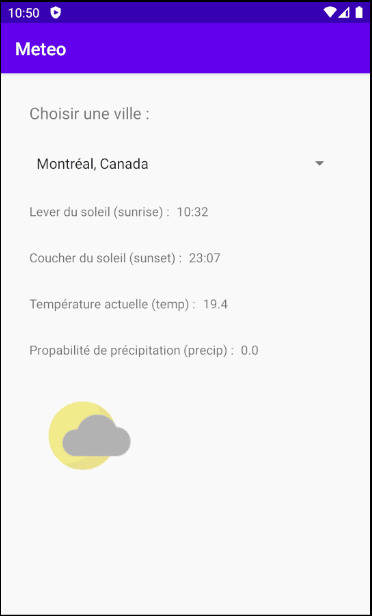 10:50
Meteo
Choisir une ville :
Montréal, Canada
Lever du soleil (sunrise) : 10:32
Coucher du soleil (sunset) : 23:07
Température actuelle (temp) : 19.4
Propabilité de précipitation (precip) : 0.0